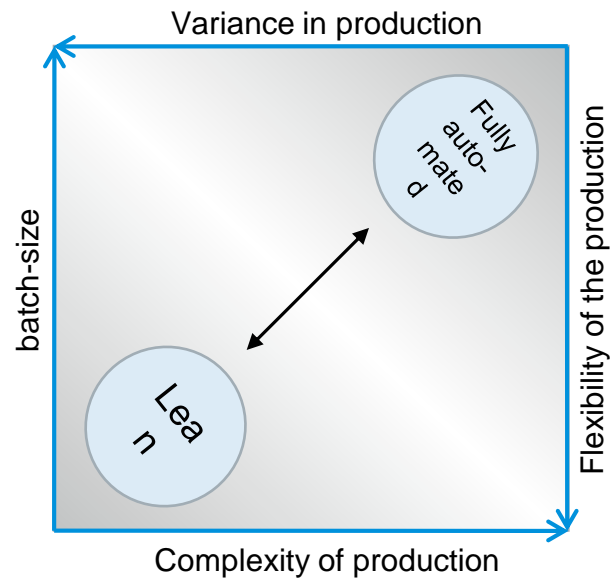 Variance in production
Fully
auto-
mate
d
batch-size
Flexibility of the production
Lea
n
Complexity of production